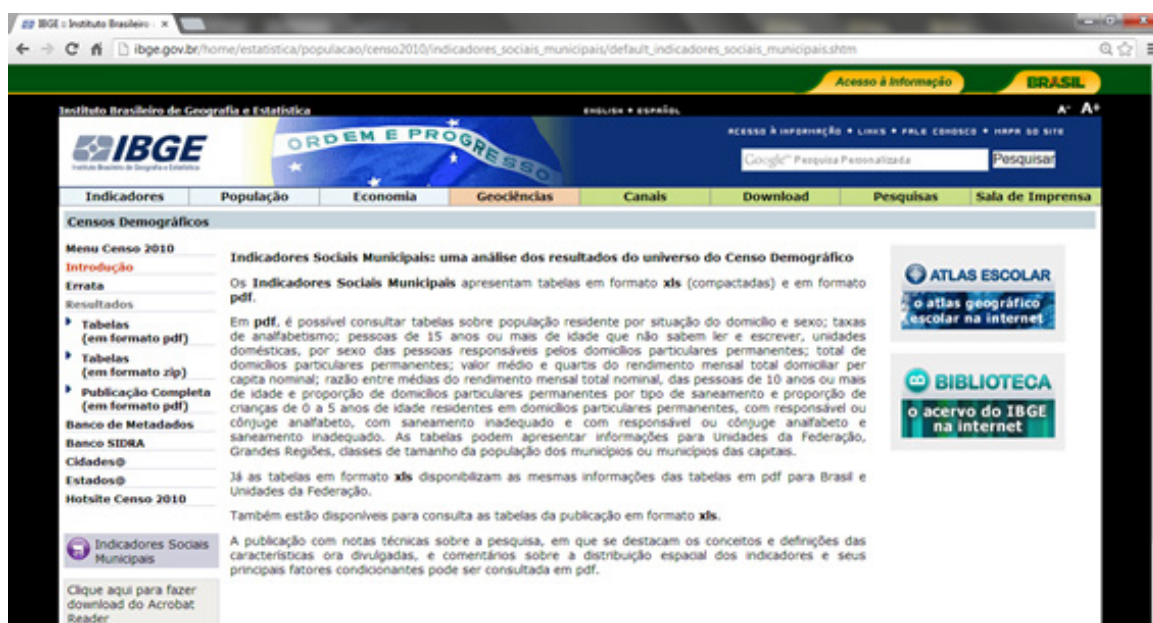 IBGE :: Instituto Brasileiro :
ibge.gov.br/home/estatistica/populacao/censo2010/indicadores_sociais_municipais/default_indicadores_sociais_municipais.shtm
Acesso à Informação
BRASIL
Instituto Brasileiro de Geografia e Estatística
ENGLISH • ESPAÑOL
A- A+
ACESSO À INFORMAÇÃO • LINKS • FALE CONOSCO • MAPA DO SITE
IBGE
Instituto Brasileiro de Geografia e Estatística
ORDEM E PROGRESSO
Google™ Pesquisa Personalizada
Pesquisar
Indicadores População Economia Geociências Canais Download Pesquisas Sala de Imprensa
Censos Demográficos
Menu Censo 2010
Introdução
Errata
Resultados
Tabelas
(em formato pdf)
Tabelas
(em formato zip)
Publicação Completa
(em formato pdf)
Banco de Metadados
Banco SIDRA
Cidades@
Estados@
Hotsite Censo 2010
Indicadores Sociais
Municipais
Clique aqui para fazer
download do Acrobat
Reader
Indicadores Sociais Municipais: uma análise dos resultados do universo do Censo Demográfico
Os Indicadores Sociais Municipais apresentam tabelas em formato xls (compactadas) e em formato
pdf.
Em pdf, é possível consultar tabelas sobre população residente por situação do domicílio e sexo; taxas
de analfabetismo; pessoas de 15 anos ou mais de idade que não sabem ler e escrever, unidades
domésticas, por sexo das pessoas responsáveis pelos domicílios particulares permanentes; total de
domicílios particulares permanentes; valor médio e quartis do rendimento mensal total domiciliar per
capita nominal; razão entre médias do rendimento mensal total nominal, das pessoas de 10 anos ou mais
de idade e proporção de domicílios particulares permanentes por tipo de saneamento e proporção de
crianças de 0 a 5 anos de idade residentes em domicílios particulares permanentes, com responsável ou
cônjuge analfabeto, com saneamento inadequado e com responsável ou cônjuge analfabeto e
saneamento inadequado. As tabelas podem apresentar informações para Unidades da Federação,
Grandes Regiões, classes de tamanho da população dos municípios ou municípios das capitais.
Já as tabelas em formato xls disponibilizam as mesmas informações das tabelas em pdf para Brasil e
Unidades da Federação.
Também estão disponíveis para consulta as tabelas da publicação em formato xls.
A publicação com notas técnicas sobre a pesquisa, em que se destacam os conceitos e definições das
características ora divulgadas, e comentários sobre a distribuição espacial dos indicadores e seus
principais fatores condicionantes pode ser consultada em pdf.
ATLAS ESCOLAR
o atlas geográfico
escolar na internet
BIBLIOTECA
o acervo do IBGE
na internet